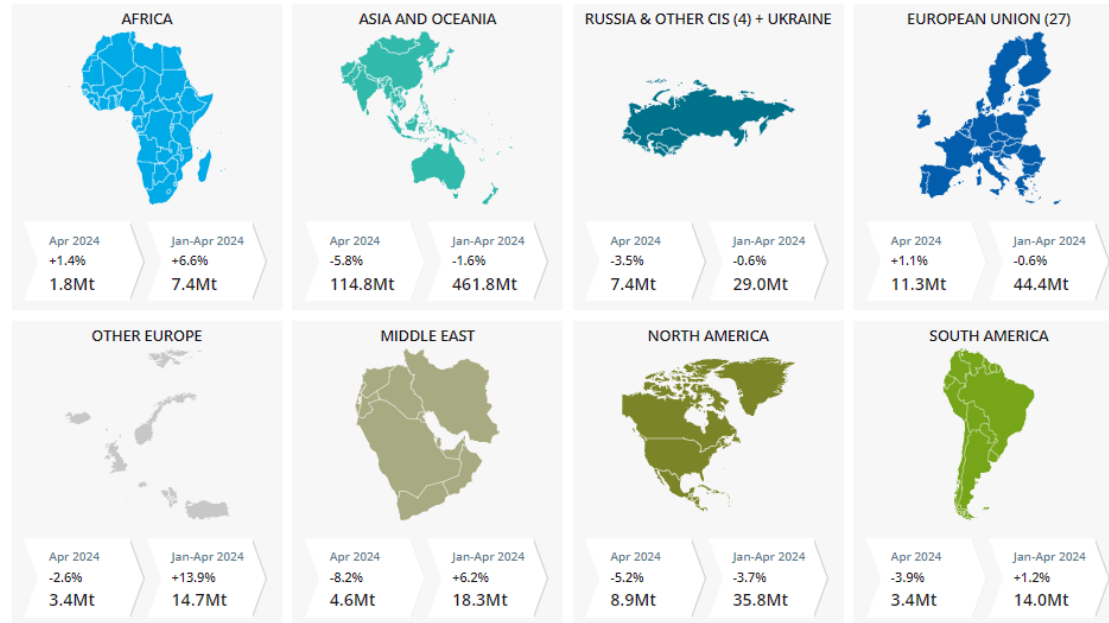 AFRICA
Apr 2024
+1.4%
1.8Mt
Jan-Apr 2024
+6.6%
7.4Mt
ASIA AND OCEANIA
Apr 2024
-5.8%
114.8Mt
Jan-Apr 2024
-1.6%
461.8Mt
RUSSIA & OTHER CIS (4) + UKRAINE
Apr 2024
-3.5%
7.4Mt
Jan-Apr 2024
-0.6%
29.0Mt
EUROPEAN UNION (27)
Apr 2024
+1.1%
11.3Mt
Jan-Apr 2024
-0.6%
44.4Mt
OTHER EUROPE
Apr 2024
-2.6%
3.4Mt
Jan-Apr 2024
+13.9%
14.7Mt
MIDDLE EAST
Apr 2024
-8.2%
4.6Mt
Jan-Apr 2024
+6.2%
18.3Mt
NORTH AMERICA
Apr 2024
-5.2%
8.9Mt
Jan-Apr 2024
-3.7%
35.8Mt
SOUTH AMERICA
Apr 2024
-3.9%
3.4Mt
Jan-Apr 2024
+1.2%
14.0Mt